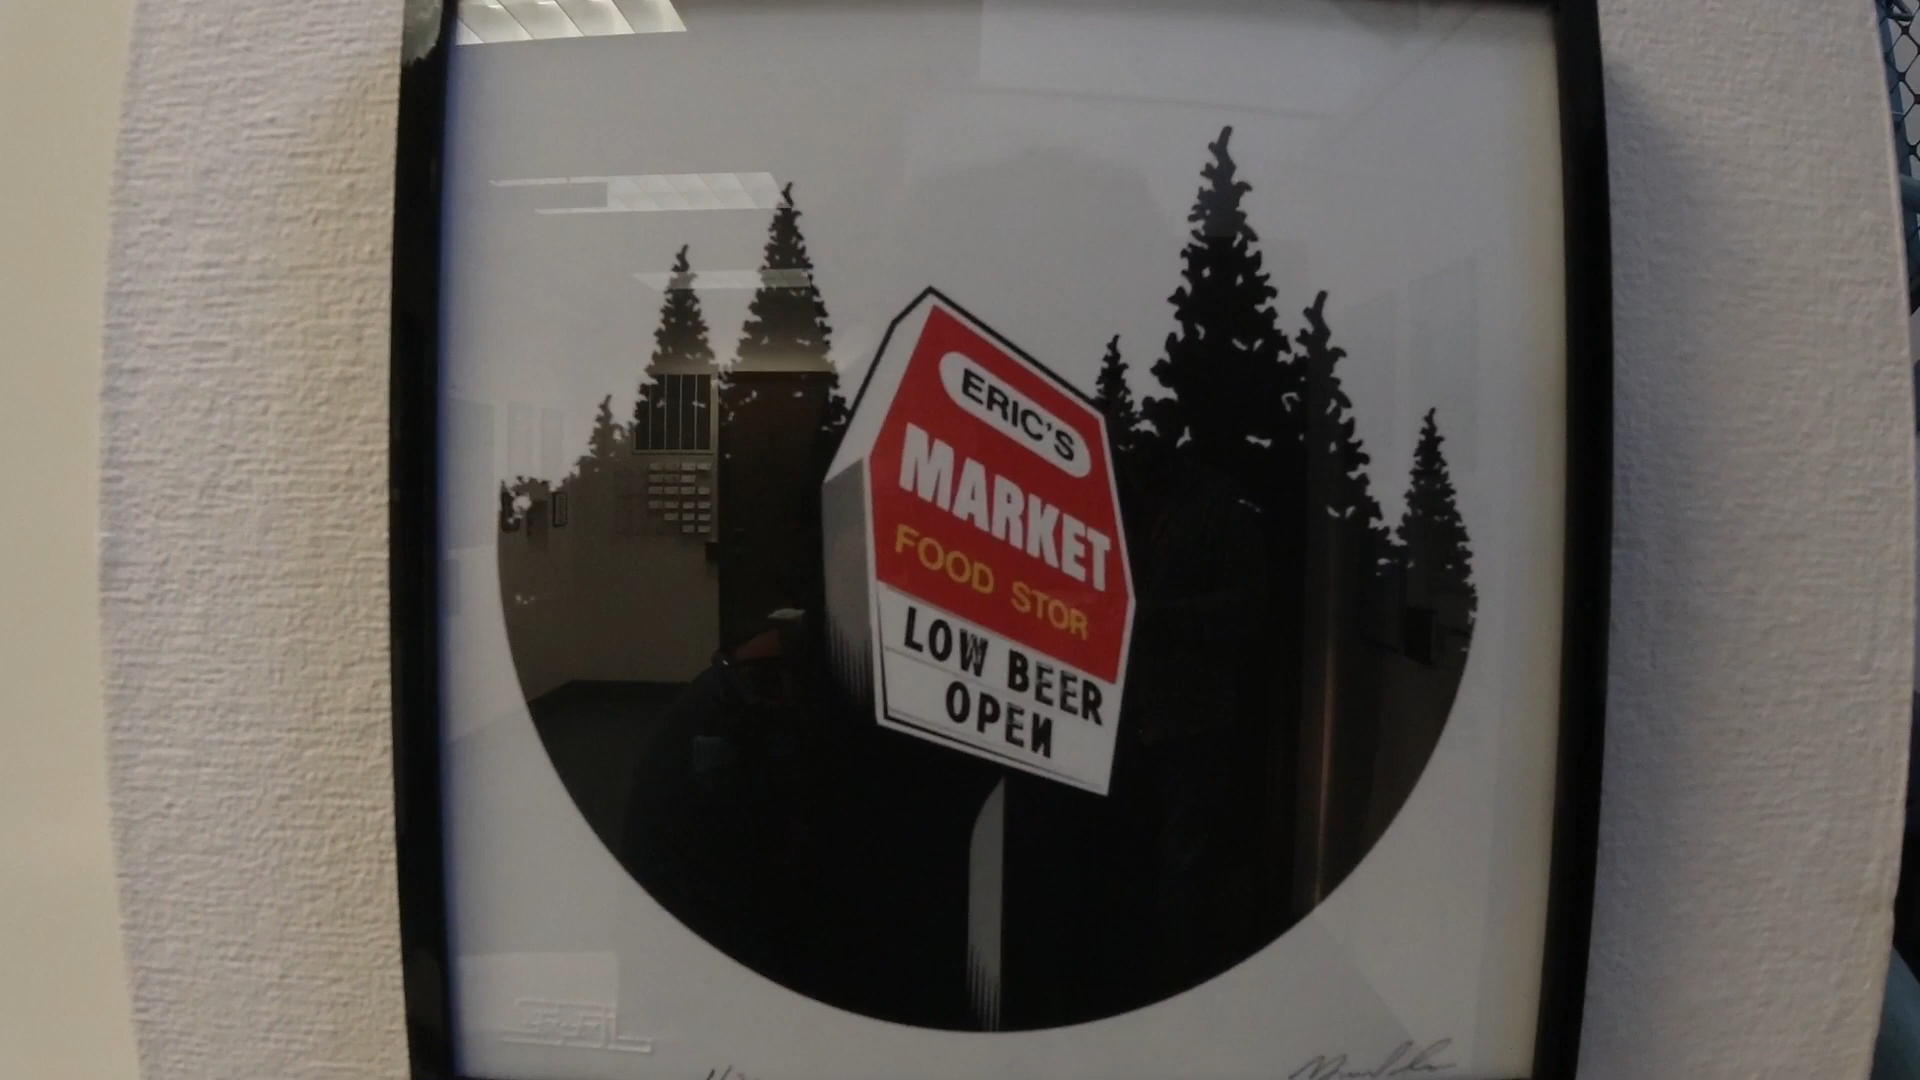 ERIC'S
MARKET
FOOD STOR
LOW BEER
OPEN